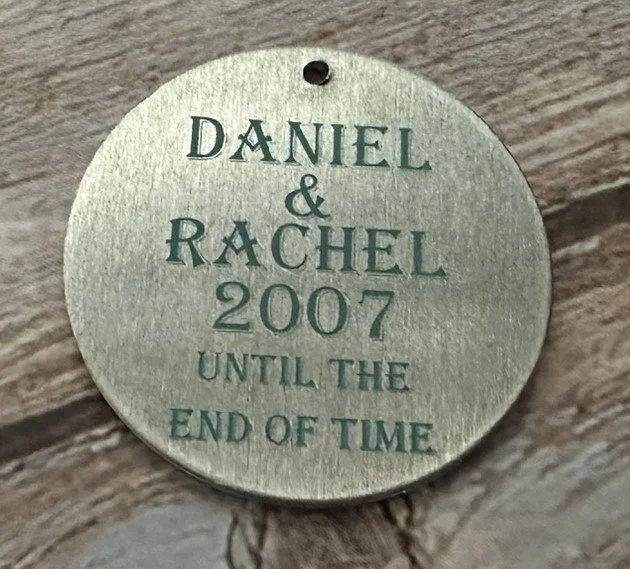 DANIEL
&
RACHEL
2007
UNTIL THE
END OF TIME